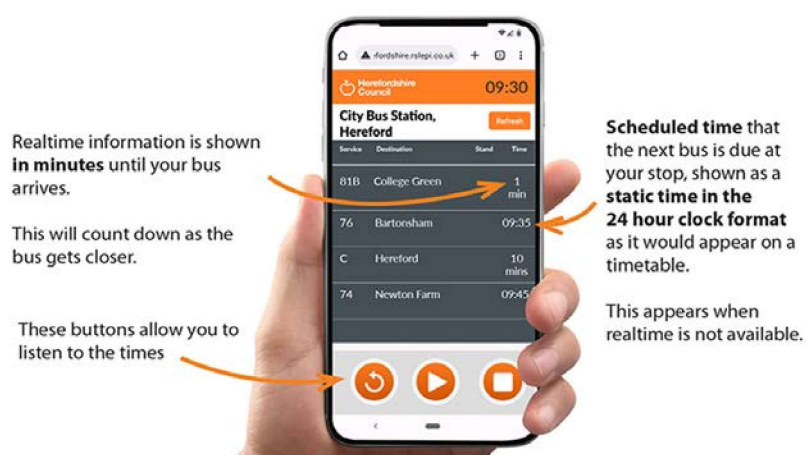 Realtime information is shown
in minutes until your bus
arrives.
This will count down as the
bus gets closer.
These buttons allow you to
listen to the times
fordshire.rslepi.co.uk
Herefordshire
Council
09:30
City Bus Station,
Hereford
Refresh
Service Destination Stand Time
81B College Green 1
min
76 Bartonsham 09:35
C Hereford 10
mins
74 Newton Farm 09:45
Scheduled time that
the next bus is due at
your stop, shown as a
static time in the
24 hour clock format
as it would appear on a
timetable.
This appears when
realtime is not available.